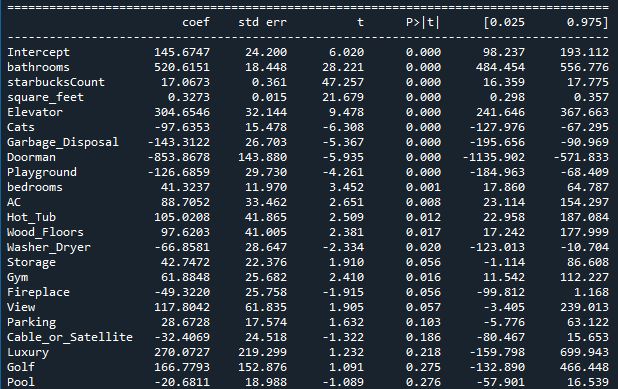 coef std err t P>|t| [0.025 0.975]
Intercept 145.6747 24.200 6.020 0.000 98.237 193.112
bathrooms 520.6151 18.448 28.221 0.000 484.454 556.776
starbucksCount 17.0673 0.361 47.257 0.000 16.359 17.775
square_feet 0.3273 0.015 21.679 0.000 0.298 0.357
Elevator 304.6546 32.144 9.478 0.000 241.646 367.663
Cats -97.6353 15.478 -6.308 0.000 -127.976 -67.295
Garbage_Disposal -143.3122 26.703 -5.367 0.000 -195.656 -90.969
Doorman -853.8678 143.880 -5.935 0.000 -1135.902 -571.833
Playground -126.6859 29.730 -4.261 0.000 -184.963 -68.409
bedrooms 41.3237 11.970 3.452 0.001 17.860 64.787
AC 88.7052 33.462 2.651 0.008 23.114 154.297
Hot_Tub 105.0208 41.865 2.509 0.012 22.958 187.084
Wood_Floors 97.6203 41.005 2.381 0.017 17.242 177.999
Washer_Dryer -66.8581 28.647 -2.334 0.020 -123.013 -10.704
Storage 42.7472 22.376 1.910 0.056 -1.114 86.608
Gym 61.8848 25.682 2.410 0.016 11.542 112.227
Fireplace -49.3220 25.758 -1.915 0.056 -99.812 1.168
View 117.8042 61.835 1.905 0.057 -3.405 239.013
Parking 28.6728 17.574 1.632 0.103 -5.776 63.122
Cable_or_Satellite -32.4069 24.518 -1.322 0.186 -80.467 15.653
Luxury 270.0727 219.299 1.232 0.218 -159.798 699.943
Golf 166.7793 152.876 1.091 0.275 -132.890 466.448
Pool -20.6811 18.988 -1.089 0.276 -57.901 16.539